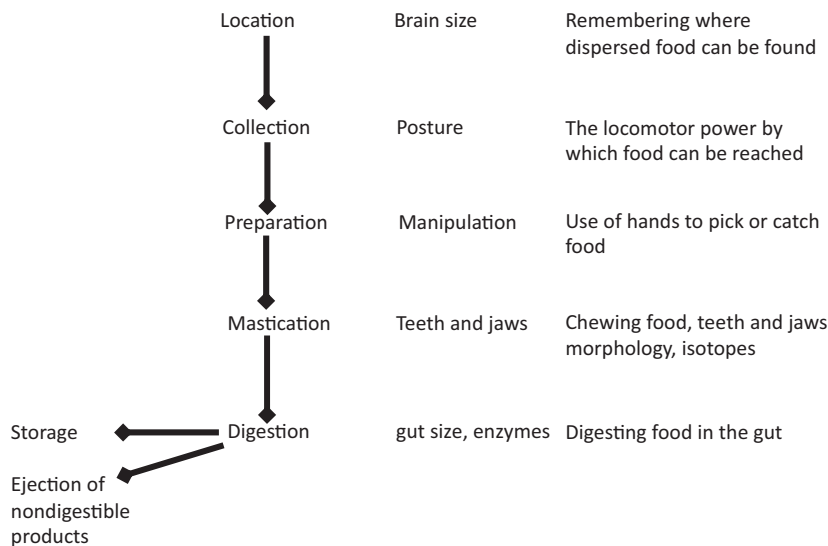 Location Brain size Remembering where
dispersed food can be found
Collection Posture The locomotor power by
which food can be reached
Preparation Manipulation Use of hands to pick or catch
food
Mastication Teeth and jaws Chewing food, teeth and jaws
morphology, isotopes
Storage Digestion gut size, enzymes Digesting food in the gut
Ejection of
nondigestible
products